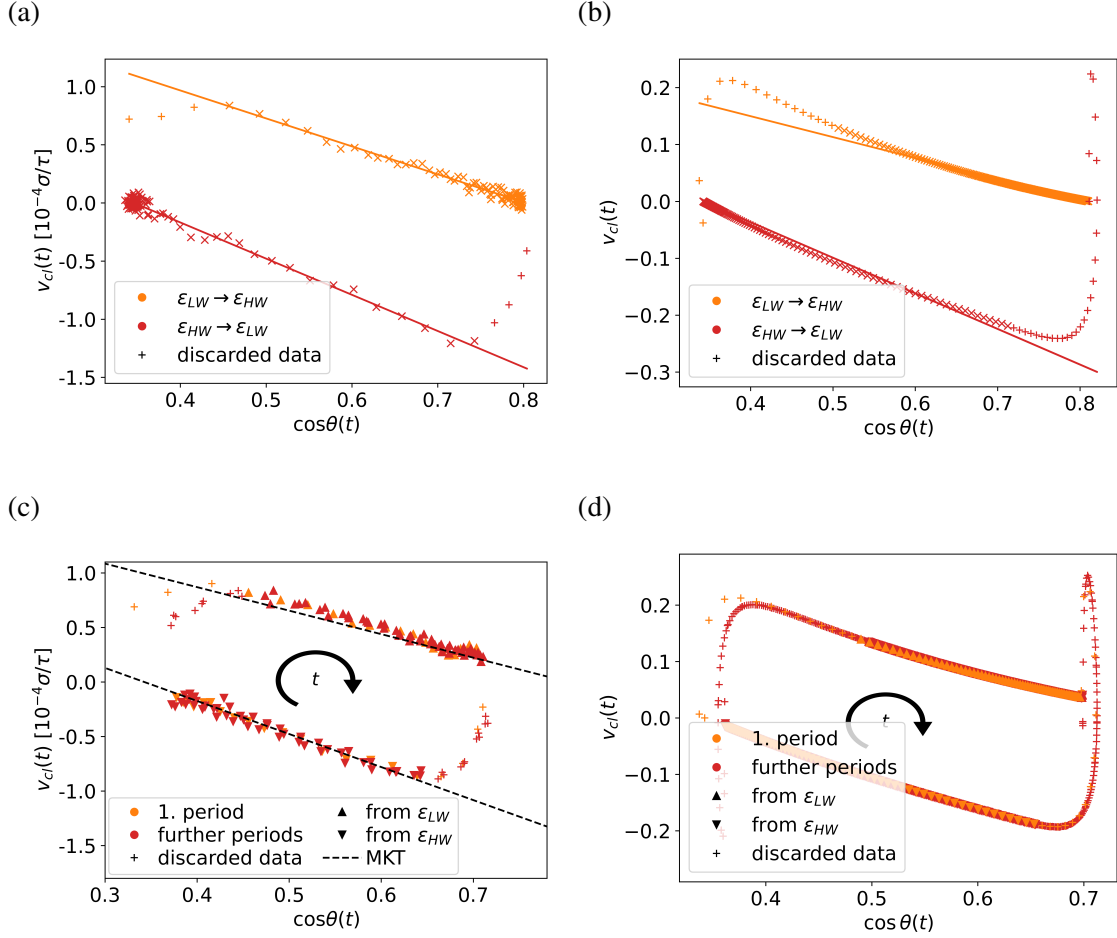 (a)
1.0
0.5
0.0
-0.5
-1.0
-1.5
v_cl(t) [10⁻⁴σ/τ]
ε_LW → ε_HW
ε_HW → ε_LW
discarded data
0.4 0.5 0.6 0.7 0.8
cosθ(t)
(b)
0.2
0.1
0.0
−0.1
−0.2
−0.3
v_cl(t)
ε_LW → ε_HW
ε_HW → ε_LW
discarded data
0.4 0.5 0.6 0.7 0.8
cos θ(t)
(c)
1.0
0.5
0.0
-0.5
-1.0
-1.5
v_cl(t) [10⁻⁴σ/τ]
t
1. period
further periods
discarded data
from ε_LW
from ε_HW
MKT
0.3 0.4 0.5 0.6 0.7
cosθ(t)
(d)
0.2
0.1
0.0
−0.1
−0.2
v_cl(t)
t
1. period
further periods
from ε_LW
from ε_HW
discarded data
0.4 0.5 0.6 0.7
cos θ(t)